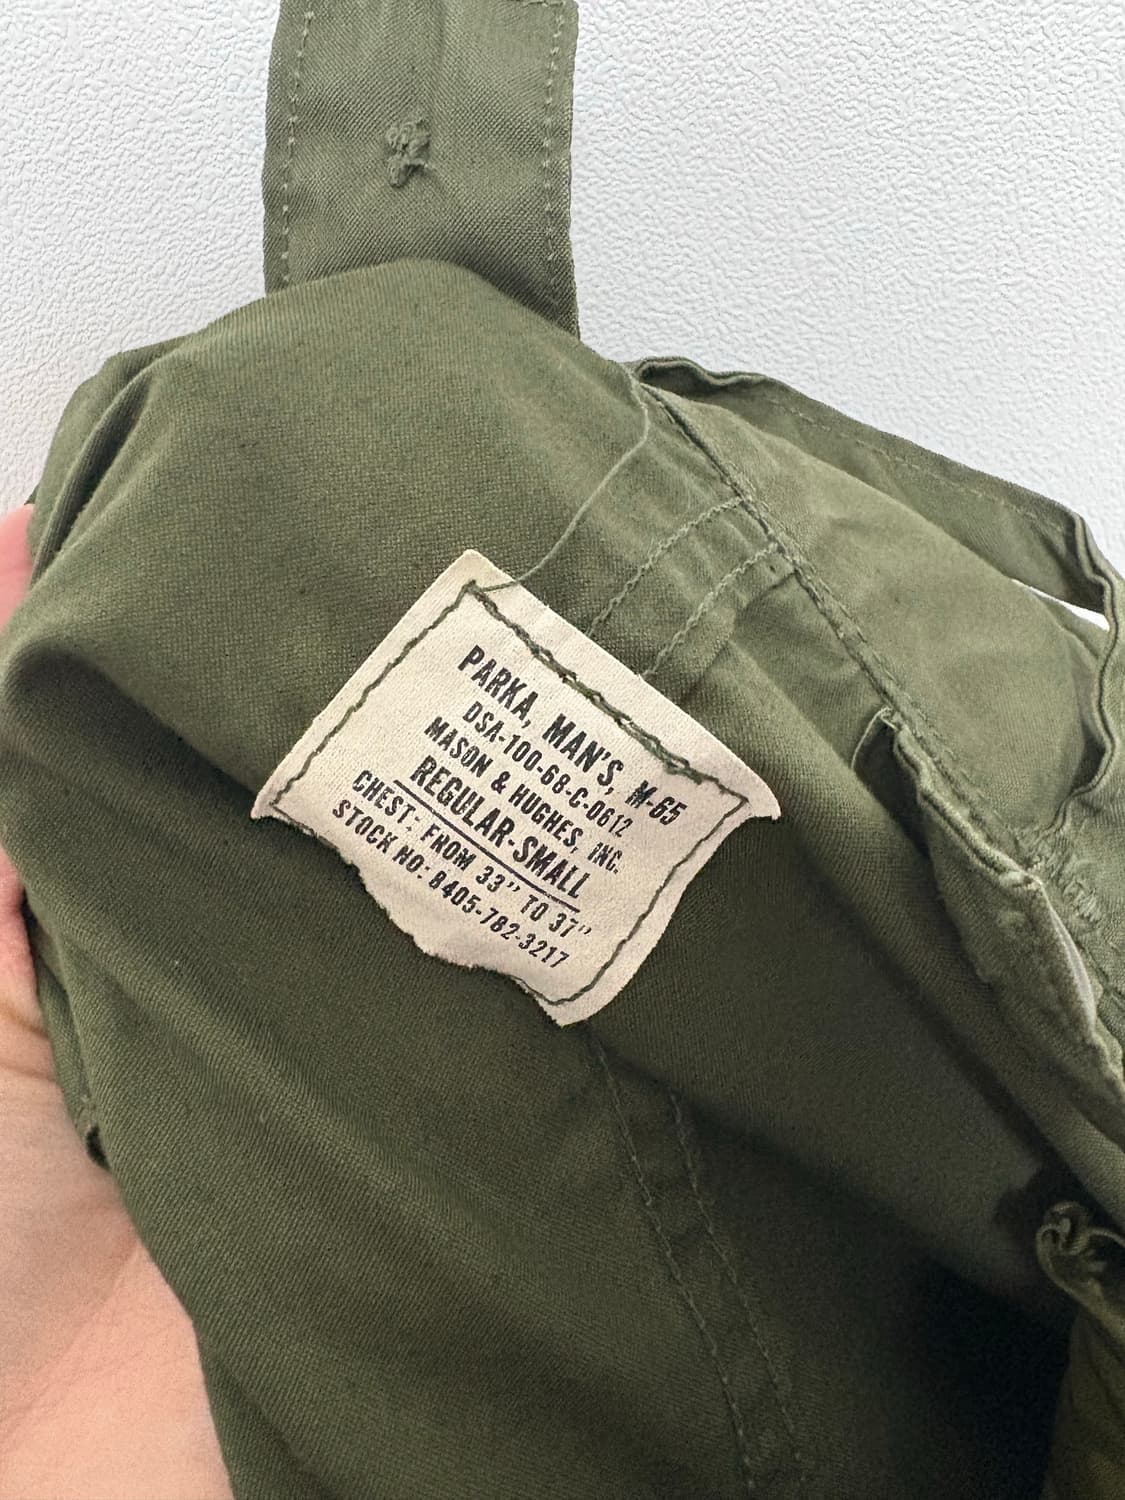 PARKA, MAN'S, M-65
DSA-100-68-C-0612
MASON & HUGHES, INC.
REGULAR-SMALL
CHEST: FROM 33" TO 37"
STOCK NO: 8405-782-3217